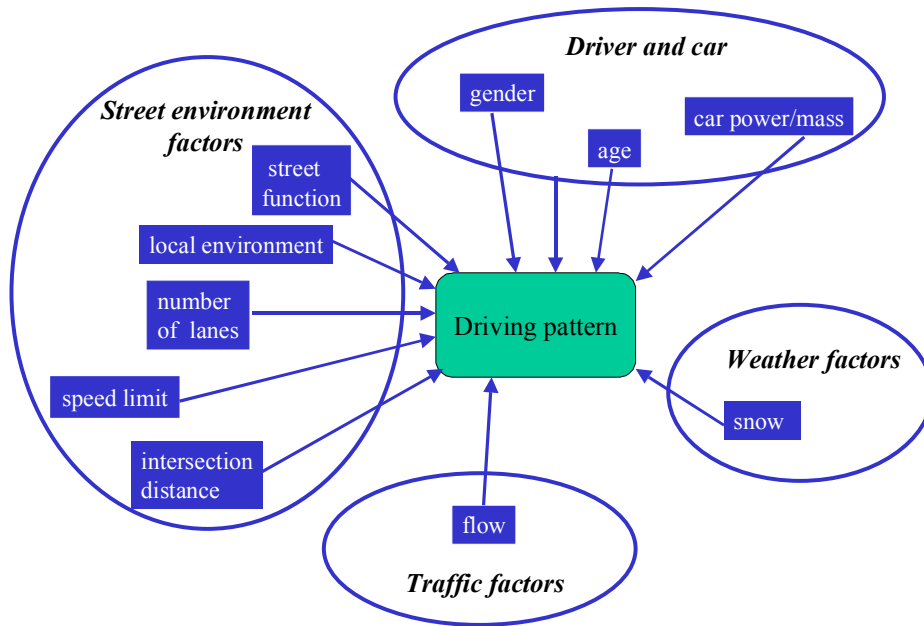 Driver and car
gender
car power/mass
age
Street environment
factors
street
function
local environment
number
of lanes
speed limit
intersection
distance
Driving pattern
Weather factors
snow
flow
Traffic factors